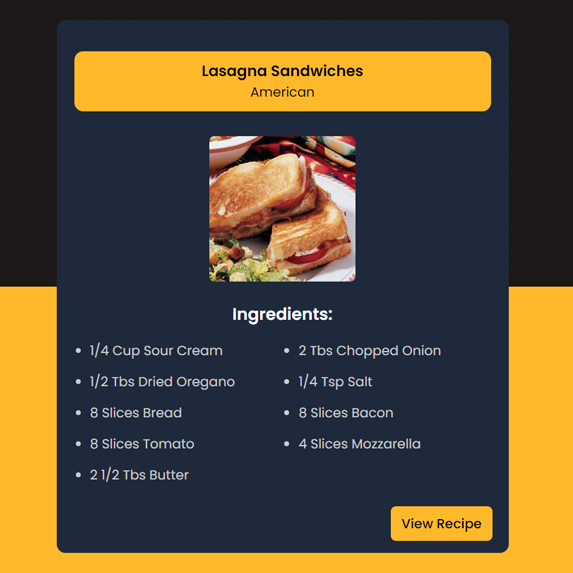 Lasagna Sandwiches
American
Ingredients:
1/4 Cup Sour Cream
2 Tbs Chopped Onion
1/2 Tbs Dried Oregano
1/4 Tsp Salt
8 Slices Bread
8 Slices Bacon
8 Slices Tomato
4 Slices Mozzarella
2 1/2 Tbs Butter
View Recipe